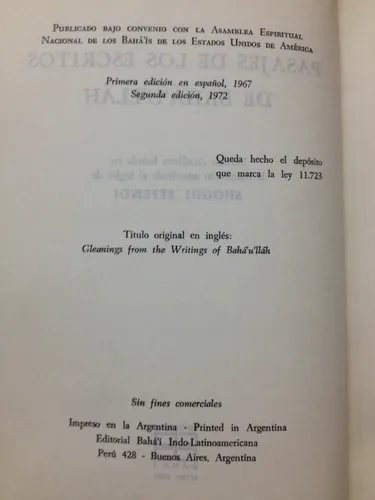 Publicado bajo convenio con la Asamblea Espiritual
Nacional de los Bahá'ís de los Estados Unidos de América
Primera edición en español, 1967
Segunda edición, 1972
Queda hecho el depósito
que marca la ley 11.723
Título original en inglés:
Gleanings from the Writings of Bahá'u'lláh
Sin fines comerciales
Impreso en la Argentina - Printed in Argentina
Editorial Bahá'í Indo-Latinoamericana
Perú 428 - Buenos Aires, Argentina